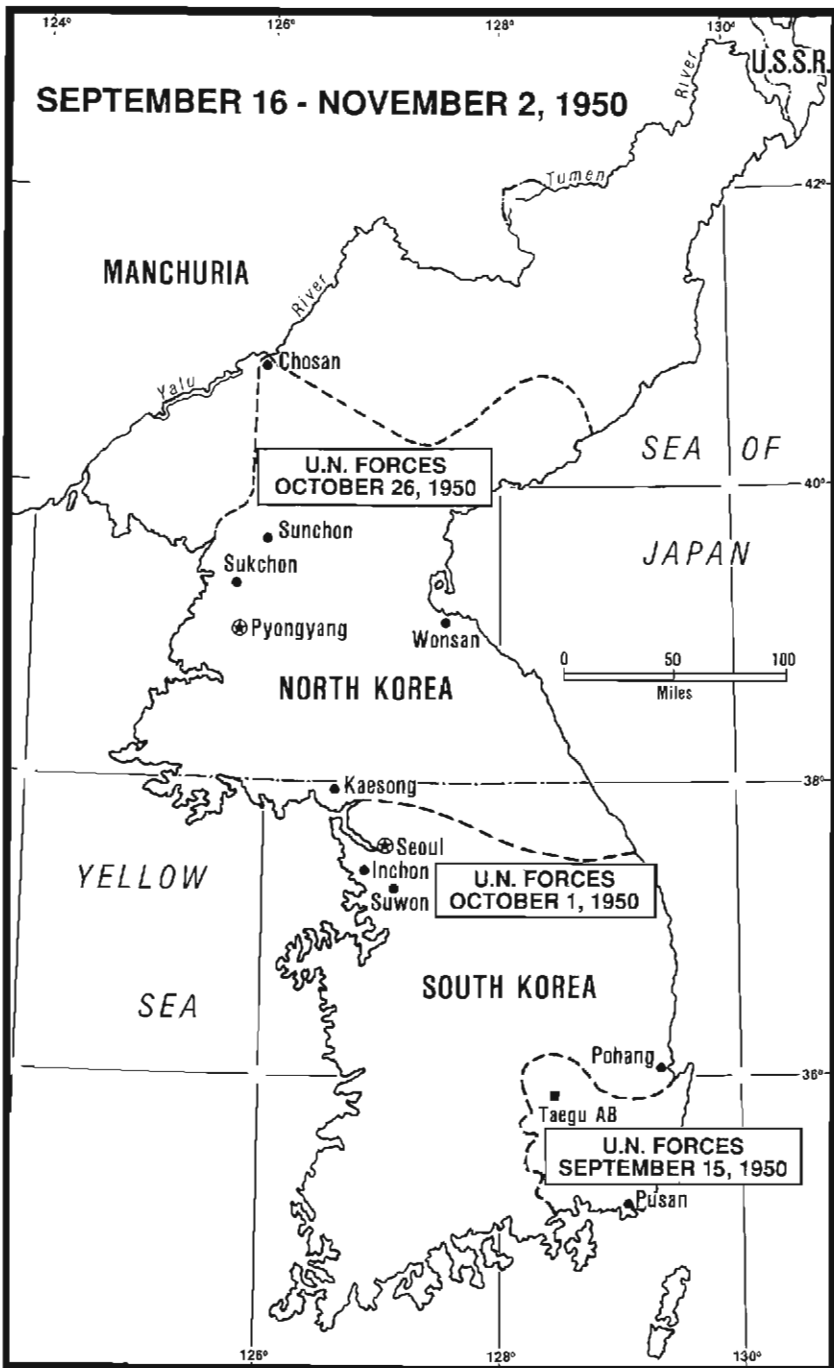 124°
126°
128°
130°
U.S.S.R.
SEPTEMBER 16 - NOVEMBER 2, 1950
River
Tumen
42°
MANCHURIA
River
Yalu
Chosan
SEA OF
U.N. FORCES
OCTOBER 26, 1950
40°
Sunchon
JAPAN
Sukchon
Pyongyang
Wonsan
0 50 100
Miles
NORTH KOREA
38°
Kaesong
Seoul
YELLOW
Inchon
U.N. FORCES
OCTOBER 1, 1950
Suwon
SOUTH KOREA
SEA
Pohang
36°
Taegu AB
U.N. FORCES
SEPTEMBER 15, 1950
Pusan
126°
128°
130°